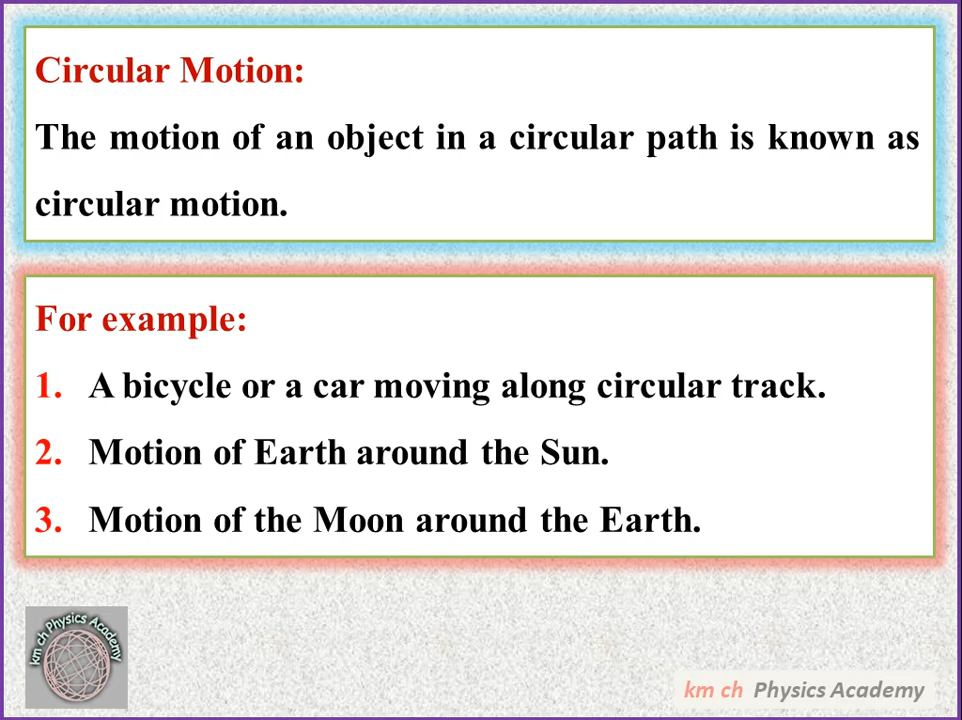 Circular Motion:
The motion of an object in a circular path is known as
circular motion.
For example:
1. A bicycle or a car moving along circular track.
2. Motion of Earth around the Sun.
3. Motion of the Moon around the Earth.
km ch Physics Academy
km ch Physics Academy